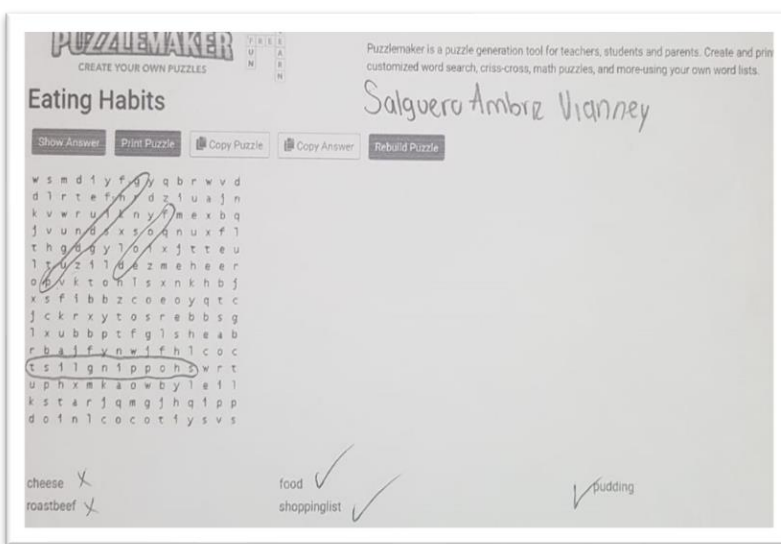 PUZZLEMAKER
CREATE YOUR OWN PUZZLES
Puzzlemaker is a puzzle generation tool for teachers, students and parents. Create and prin
customized word search, criss-cross, math puzzles, and more-using your own word lists.
Eating Habits
Salguero Ambriz Vianney
Show Answer Print Puzzle Copy Puzzle Copy Answer Rebuild Puzzle
w s m d i y f g y q b r w v d
x s f i b b z c o e o y q t c
j c k r x y t o s r e b b s g
l x u b b p t f g l s h e a b
r b a j f y n w j f h l c o c
t s i l g n i p p o h s w r t
u p h x m k a o w b y l e i l
k s t a r j q m g j h q i p p
d o i n l c o c o t i y s v s
cheese food pudding
roastbeef shoppinglist